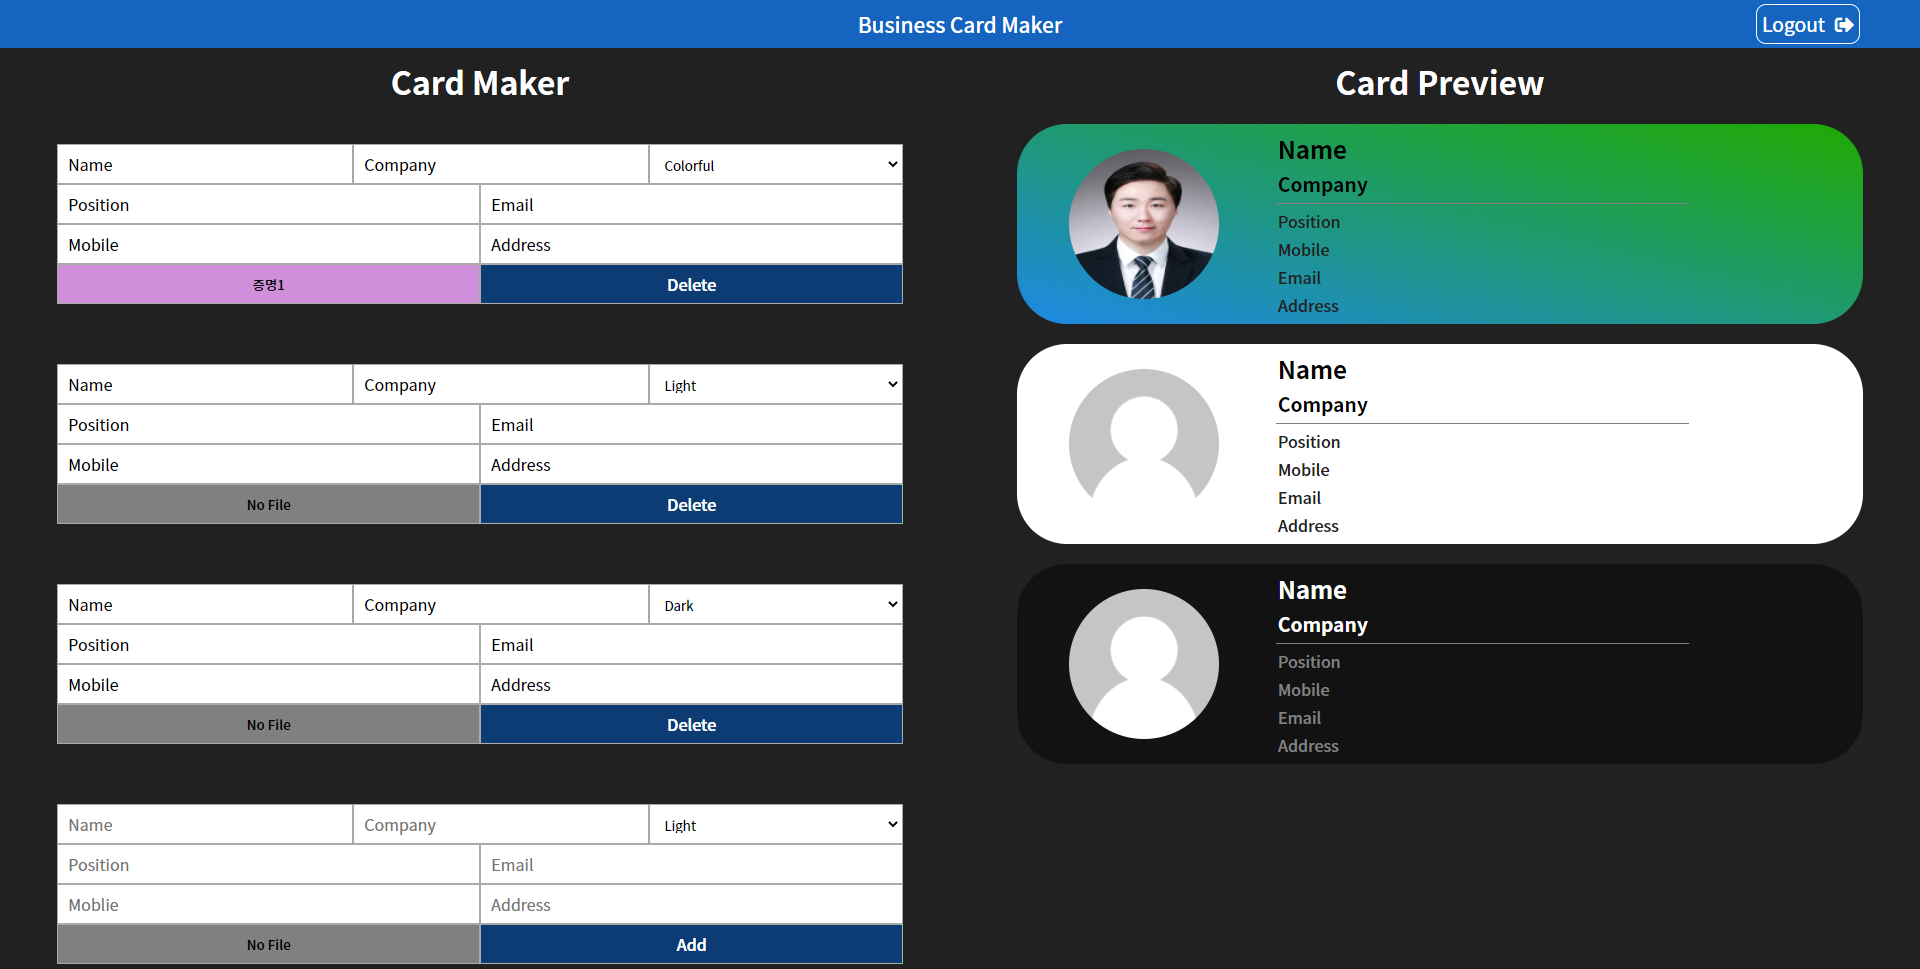 Business Card Maker
Logout
Card Maker
Name Company Colorful
Position Email
Mobile Address
증명1 Delete
Name Company Light
Position Email
Mobile Address
No File Delete
Name Company Dark
Position Email
Mobile Address
No File Delete
Name Company Light
Position Email
Moblie Address
No File Add
Card Preview
Name
Company
Position
Mobile
Email
Address
Name
Company
Position
Mobile
Email
Address
Name
Company
Position
Mobile
Email
Address